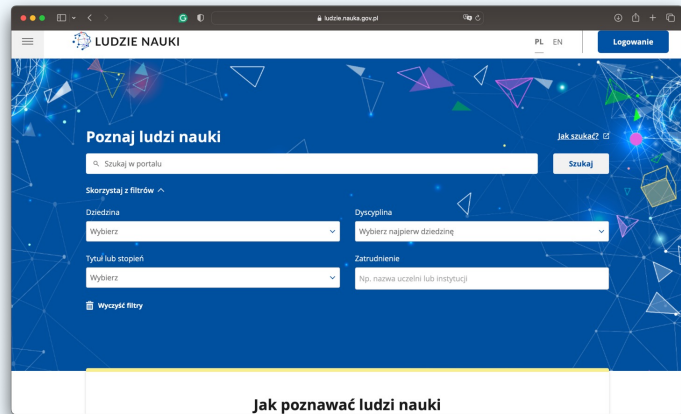 ludzie.nauka.gov.pl
LUDZIE NAUKI
PL EN
Logowanie
Poznaj ludzi nauki
Jak szukać?
Szukaj w portalu
Szukaj
Skorzystaj z filtrów
Dziedzina
Dyscyplina
Wybierz
Wybierz najpierw dziedzinę
Tytuł lub stopień
Zatrudnienie
Wybierz
Np. nazwa uczelni lub instytucji
Wyczyść filtry
Jak poznawać ludzi nauki